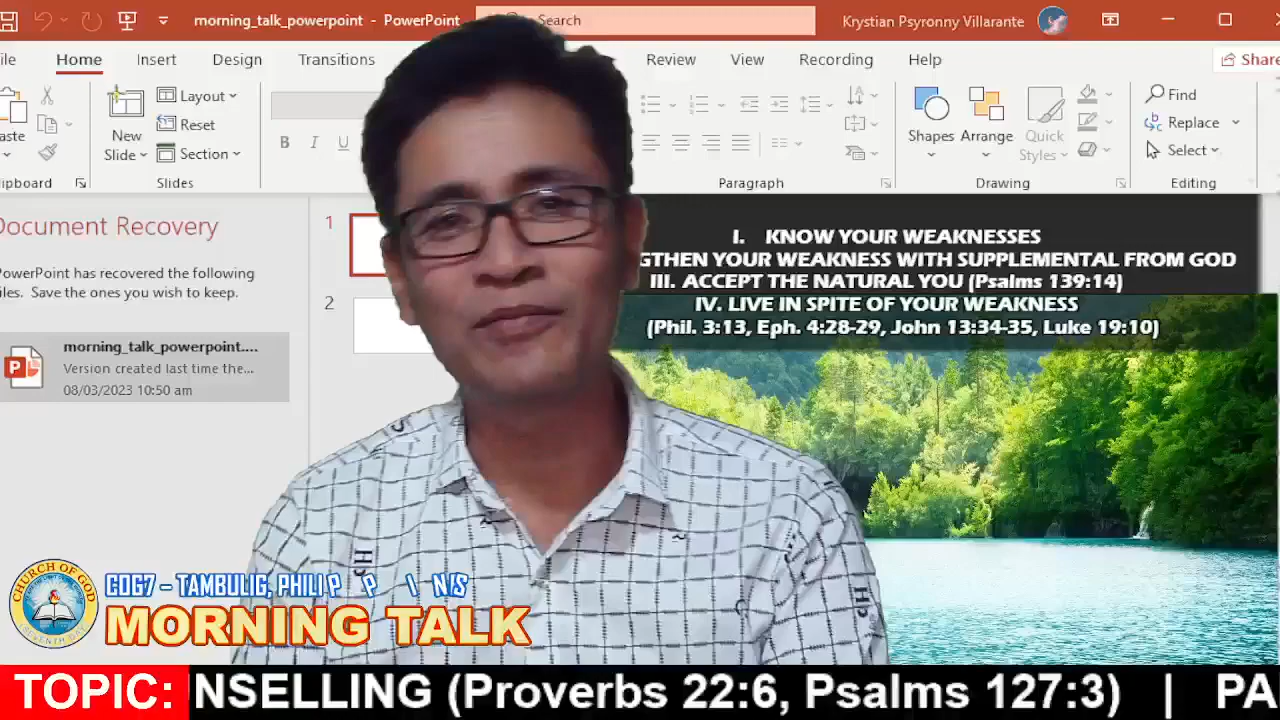 morning_talk_powerpoint - PowerPoint
Search
Krystian Psyronny Villarante
Home Insert Design Transitions Review View Recording Help Share
Layout
New
Slide
Reset
Section
Slides
B I U
Paragraph
Shapes Arrange Quick
Styles
Drawing
Find
Replace
Select
Editing
Document Recovery
PowerPoint has recovered the following
files. Save the ones you wish to keep.
morning_talk_powerpoint....
Version created last time the...
08/03/2023 10:50 am
1
2
I. KNOW YOUR WEAKNESSES
GTHEN YOUR WEAKNESS WITH SUPPLEMENTAL FROM GOD
III. ACCEPT THE NATURAL YOU (Psalms 139:14)
IV. LIVE IN SPITE OF YOUR WEAKNESS
(Phil. 3:13, Eph. 4:28-29, John 13:34-35, Luke 19:10)
CHURCH OF GOD
(SEVENTH DAY)
COG7 - TAMBULIG, PHILIPPINES
MORNING TALK
TOPIC: NSELLING (Proverbs 22:6, Psalms 127:3) | PA